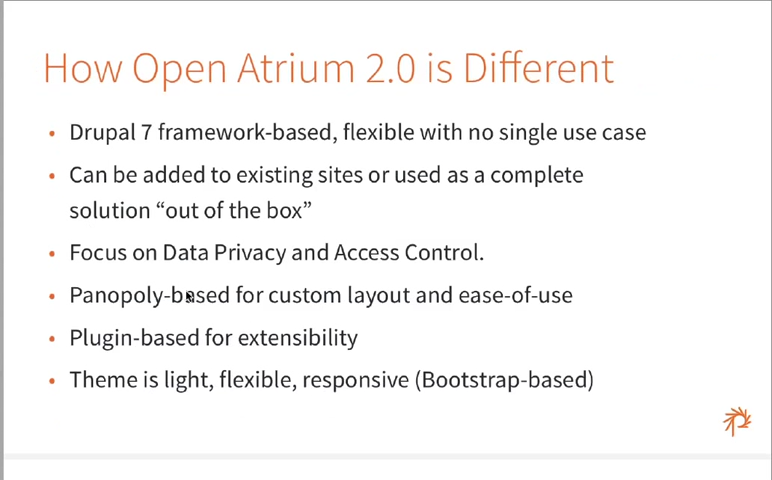 How Open Atrium 2.0 is Different
• Drupal 7 framework-based, flexible with no single use case
• Can be added to existing sites or used as a complete
solution “out of the box”
• Focus on Data Privacy and Access Control.
• Panopoly-based for custom layout and ease-of-use
• Plugin-based for extensibility
• Theme is light, flexible, responsive (Bootstrap-based)